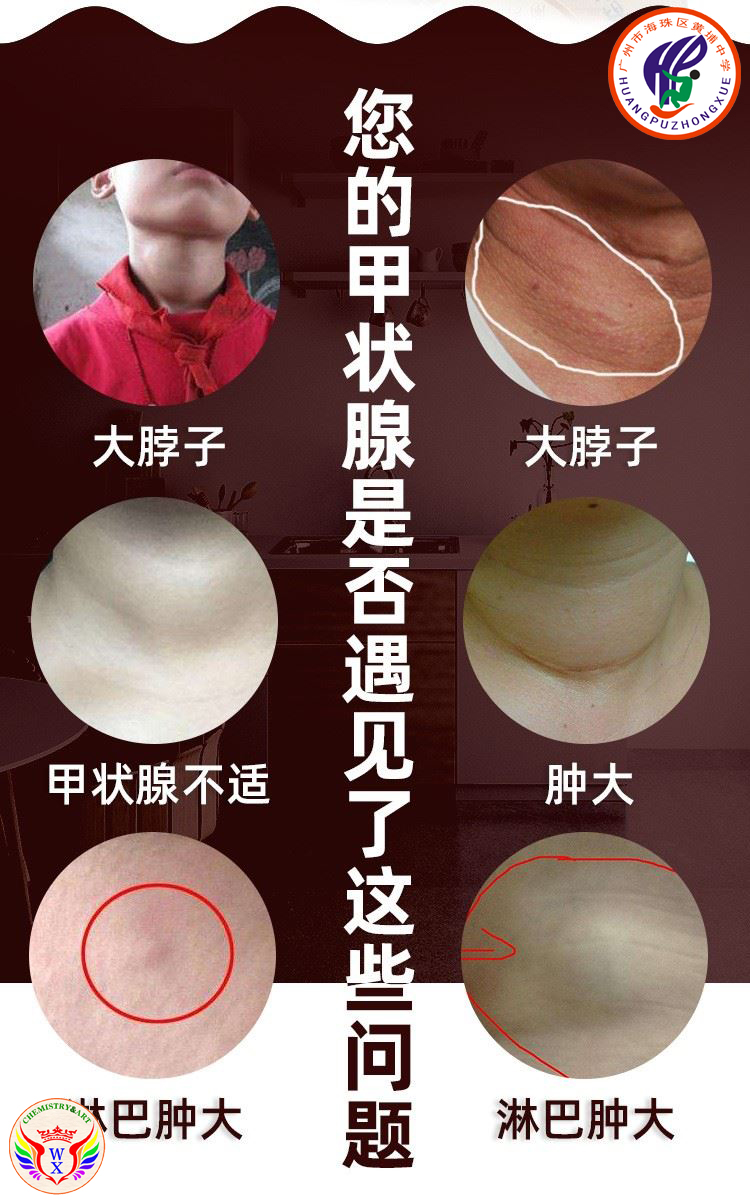 广州市海珠区黄埔中学
HUANGPUZHONGXUE
您的甲状腺是否遇见了这些问题
大脖子
大脖子
甲状腺不适
肿大
淋巴肿大
淋巴肿大
CHEMISTRY&ART
W
X